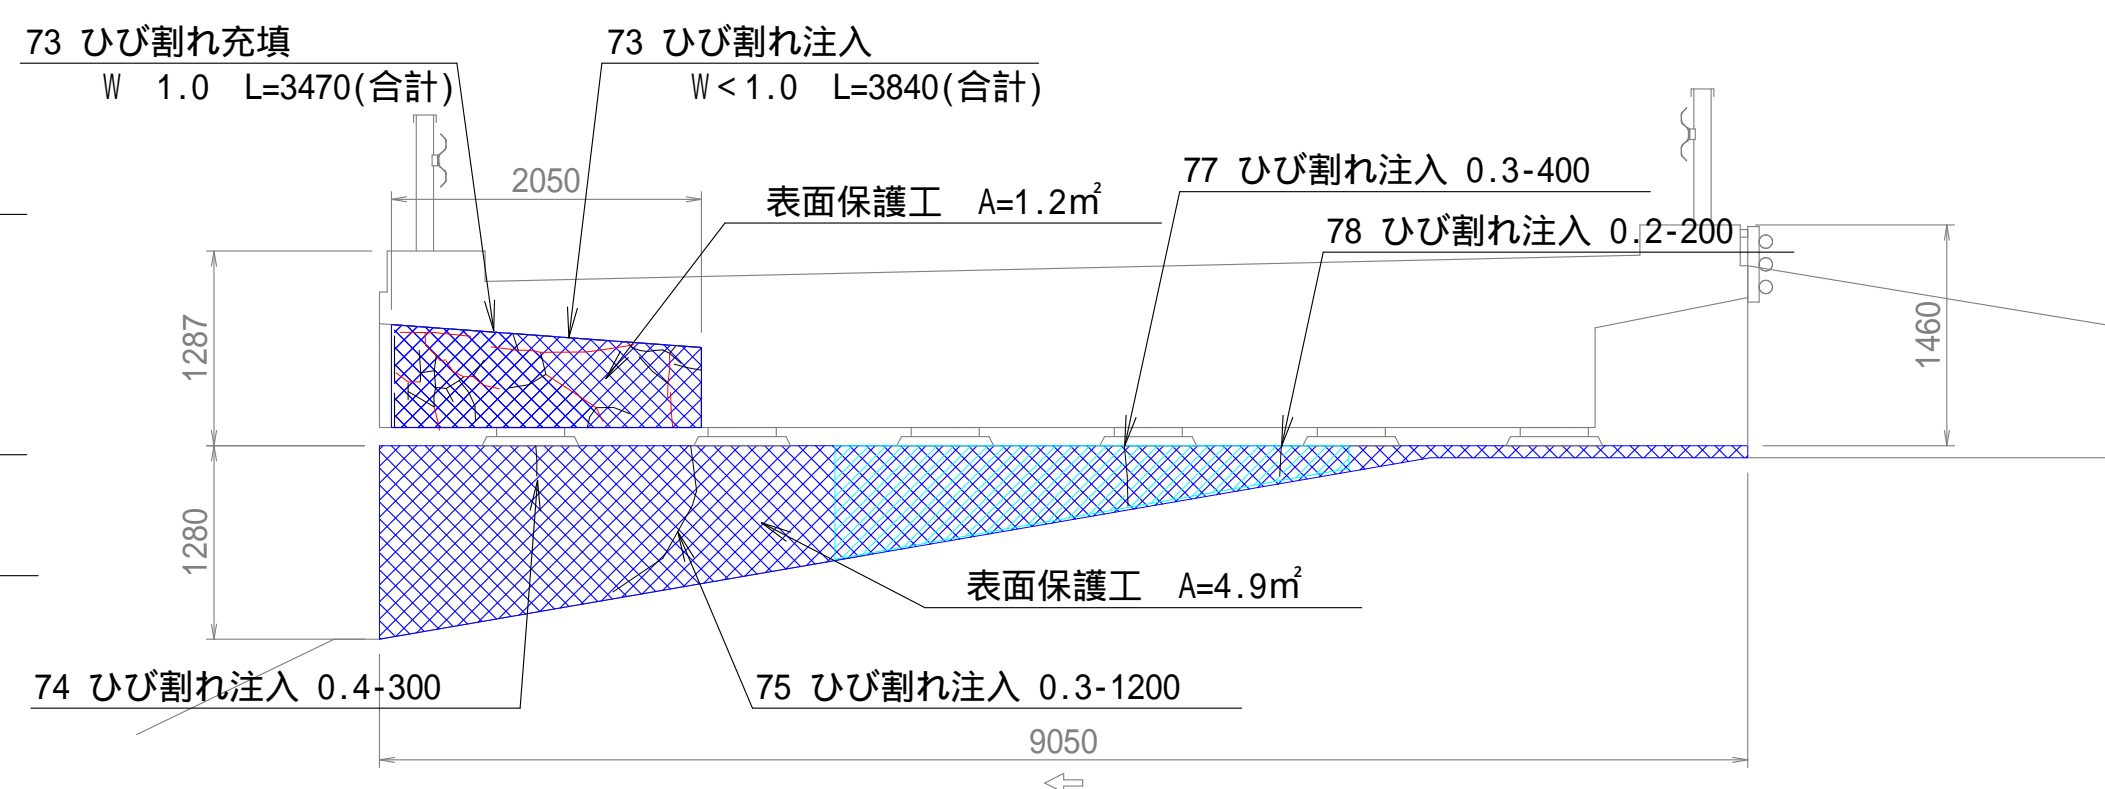 73 ひび割れ充填
W 1.0 L=3470(合計)
73 ひび割れ注入
W<1.0 L=3840(合計)
2050
表面保護工 A=1.2㎡
77 ひび割れ注入 0.3-400
78 ひび割れ注入 0.2-200
1287
1460
1280
表面保護工 A=4.9㎡
74 ひび割れ注入 0.4-300
75 ひび割れ注入 0.3-1200
9050